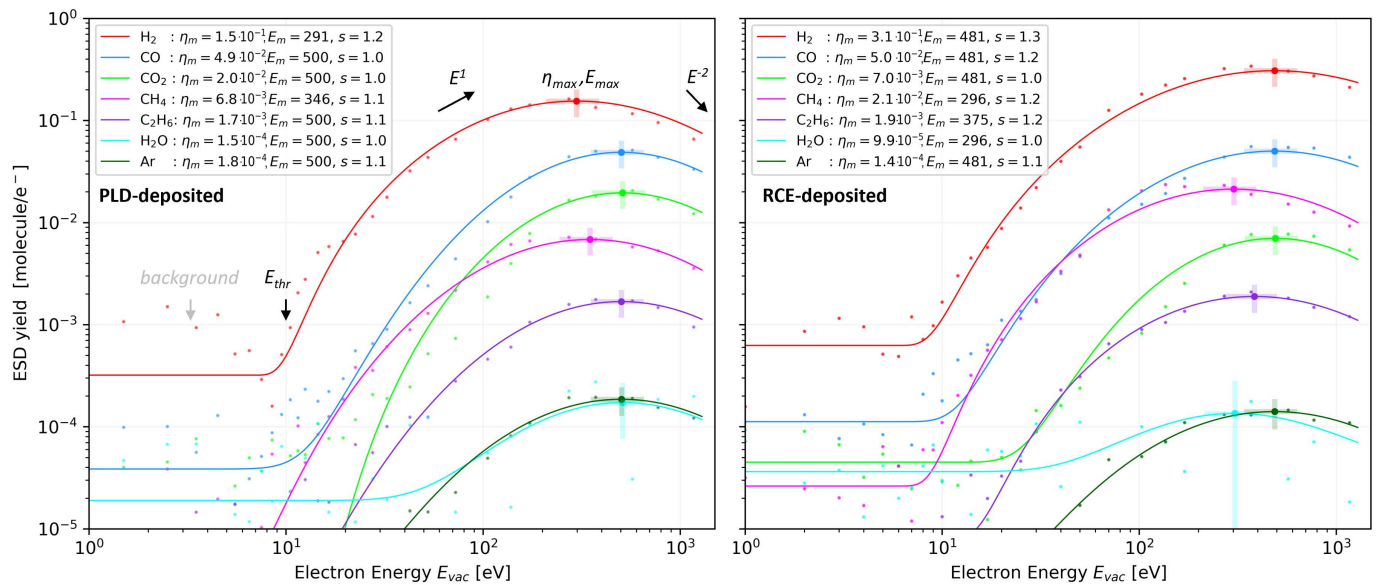 ESD yield [molecule/e⁻]
10⁰
10⁻¹
10⁻²
10⁻³
10⁻⁴
10⁻⁵
H₂ : ηₘ = 1.5·10⁻¹, Eₘ = 291, s = 1.2
CO : ηₘ = 4.9·10⁻², Eₘ = 500, s = 1.0
CO₂ : ηₘ = 2.0·10⁻², Eₘ = 500, s = 1.0
CH₄ : ηₘ = 6.8·10⁻³, Eₘ = 346, s = 1.1
C₂H₆: ηₘ = 1.7·10⁻³, Eₘ = 500, s = 1.1
H₂O : ηₘ = 1.5·10⁻⁴, Eₘ = 500, s = 1.0
Ar : ηₘ = 1.8·10⁻⁴, Eₘ = 500, s = 1.1
PLD-deposited
E¹
η_max, E_max
E⁻²
background
E_thr
10⁰ 10¹ 10² 10³
Electron Energy E_vac [eV]
H₂ : ηₘ = 3.1·10⁻¹, Eₘ = 481, s = 1.3
CO : ηₘ = 5.0·10⁻², Eₘ = 481, s = 1.2
CO₂ : ηₘ = 7.0·10⁻³, Eₘ = 481, s = 1.0
CH₄ : ηₘ = 2.1·10⁻², Eₘ = 296, s = 1.2
C₂H₆: ηₘ = 1.9·10⁻³, Eₘ = 375, s = 1.2
H₂O : ηₘ = 9.9·10⁻⁵, Eₘ = 296, s = 1.0
Ar : ηₘ = 1.4·10⁻⁴, Eₘ = 481, s = 1.1
RCE-deposited
10⁰ 10¹ 10² 10³
Electron Energy E_vac [eV]